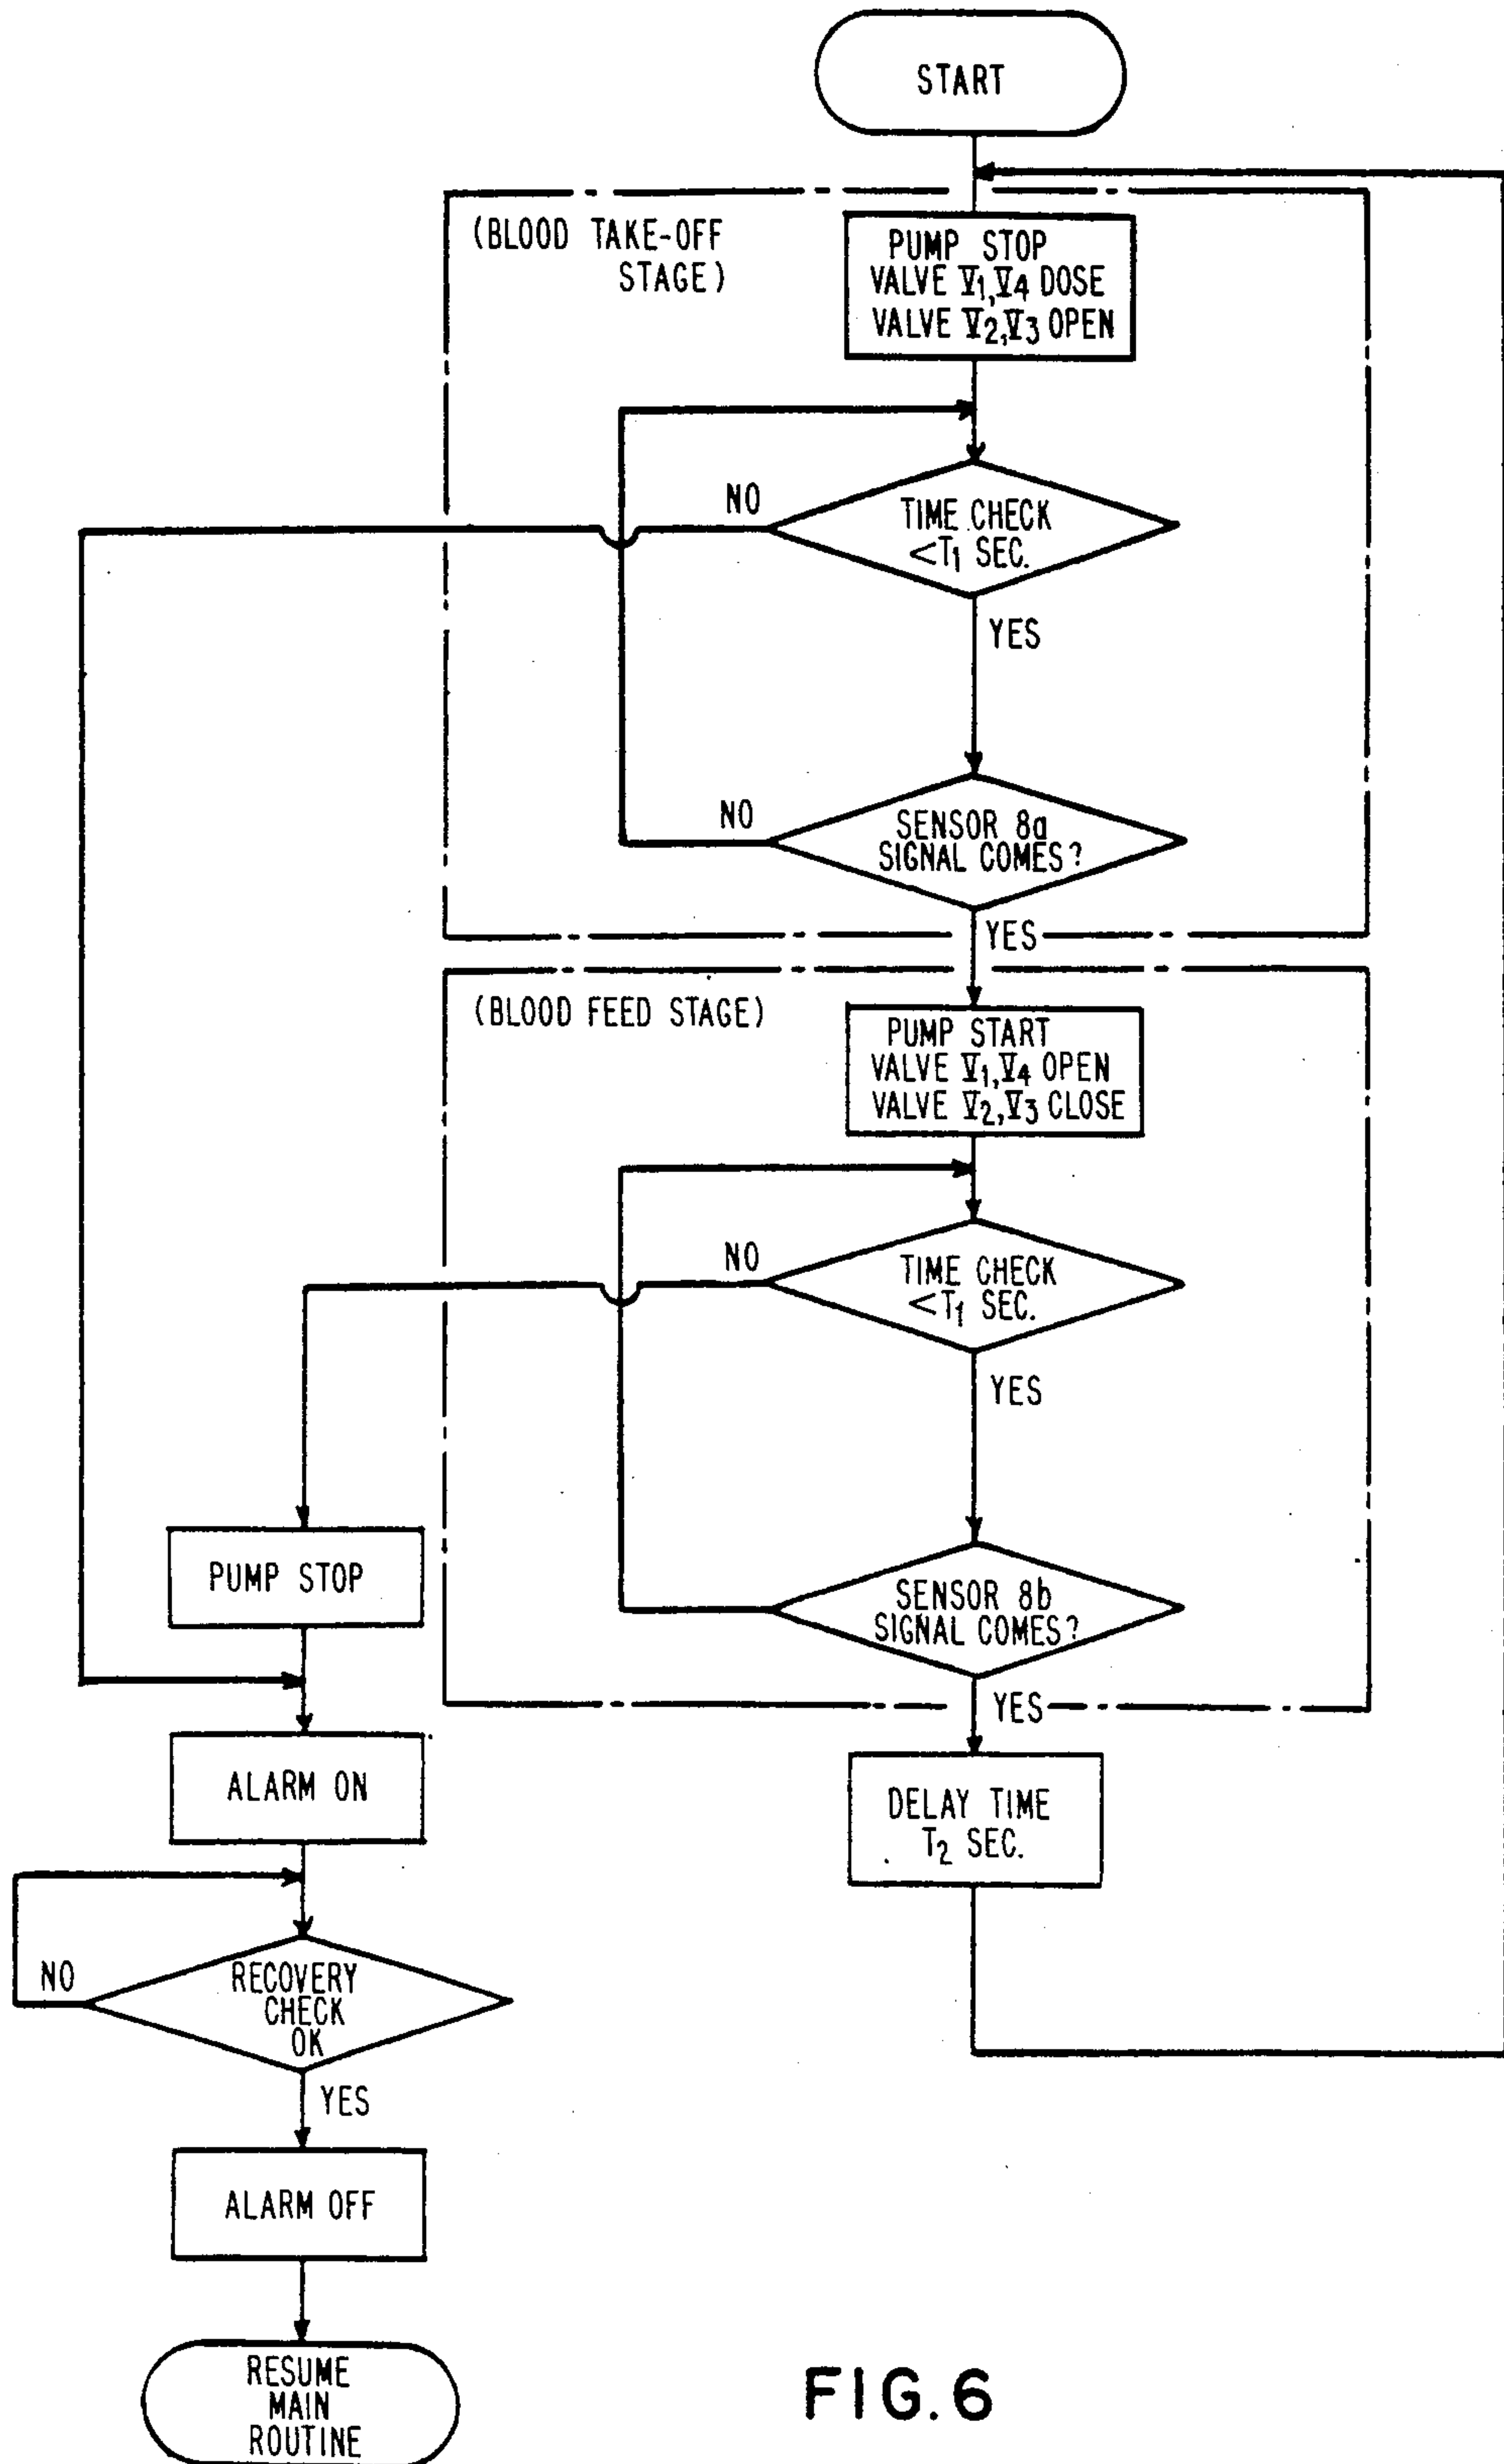 START
(BLOOD TAKE-OFF
STAGE)
PUMP STOP
VALVE V1,V4 DOSE
VALVE V2,V3 OPEN
NO
TIME CHECK
<T1 SEC.
YES
NO
SENSOR 8a
SIGNAL COMES?
YES
(BLOOD FEED STAGE)
PUMP START
VALVE V1,V4 OPEN
VALVE V2,V3 CLOSE
NO
TIME CHECK
<T1 SEC.
YES
SENSOR 8b
SIGNAL COMES?
YES
PUMP STOP
ALARM ON
DELAY TIME
T2 SEC.
NO
RECOVERY
CHECK
OK
YES
ALARM OFF
RESUME
MAIN
ROUTINE
FIG. 6